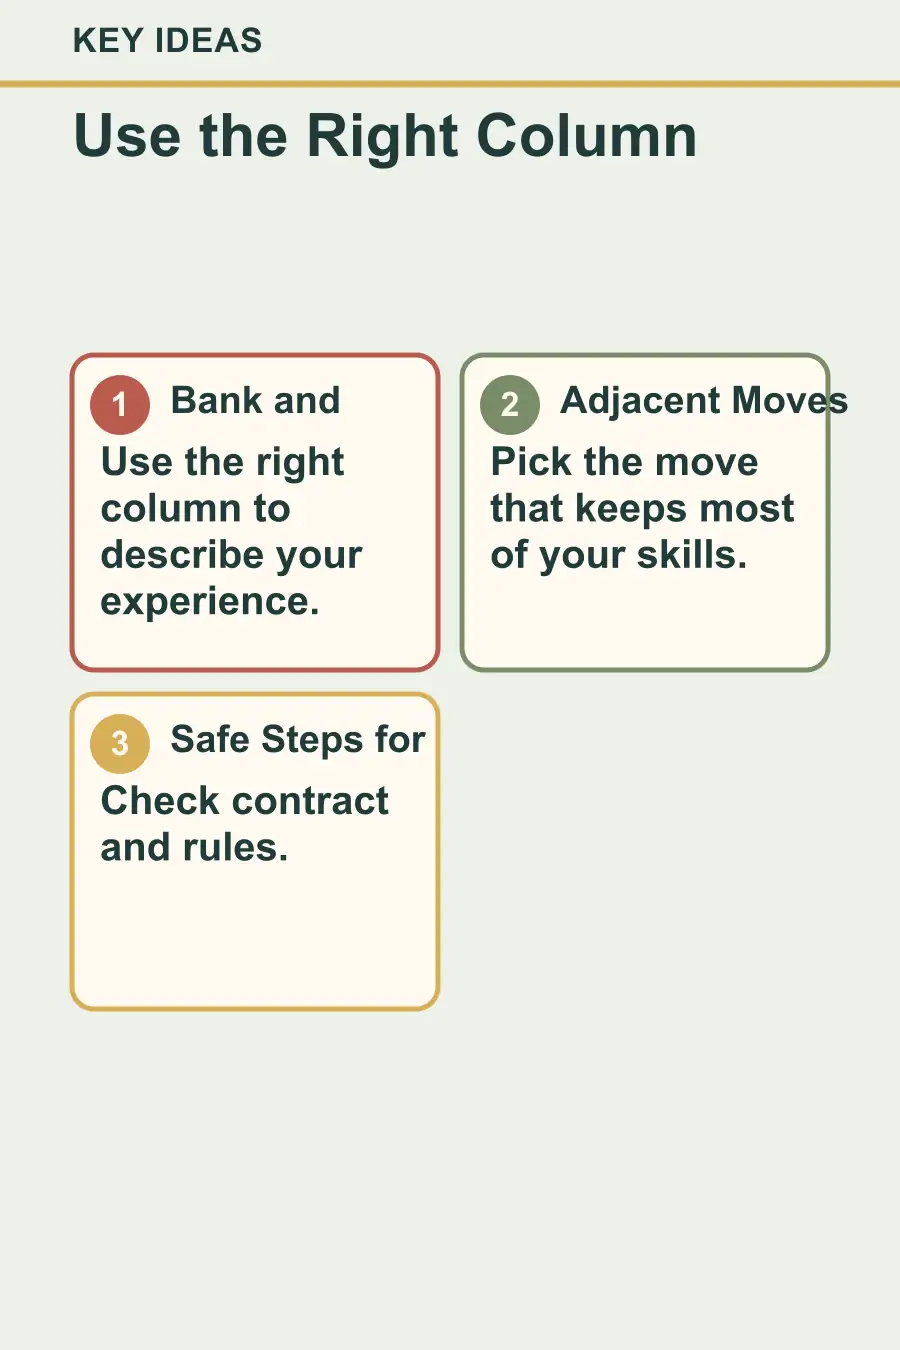 KEY IDEAS
Use the Right Column
1 Bank and
Use the right
column to
describe your
experience.
2 Adjacent Moves
Pick the move
that keeps most
of your skills.
3 Safe Steps for
Check contract
and rules.